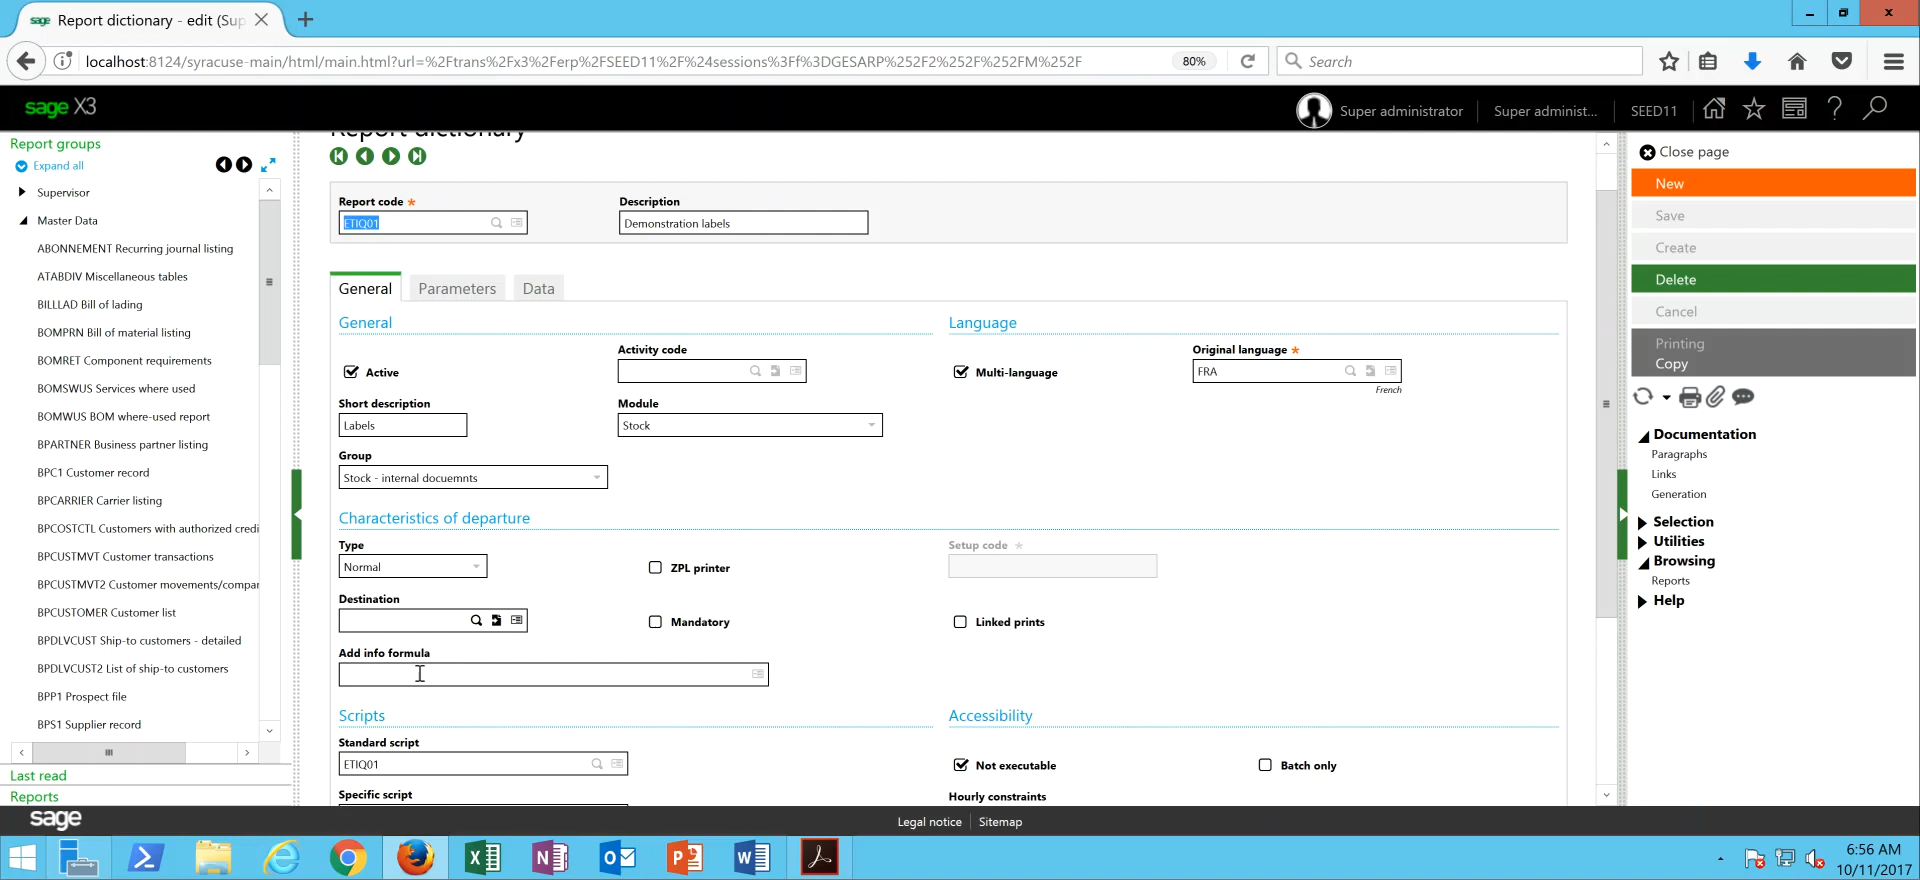 sage Report dictionary - edit (Sup
localhost:8124/syracuse-main/html/main.html?url=%2Ftrans%2Fx3%2Ferp%2FSEED11%2F%24sessions%3Ff%3DGESARP%252F2%252F%252FM%252F
80%
Search
sage X3
Super administrator
Super administ...
SEED11
Report groups
Expand all
Supervisor
Master Data
ABONNEMENT Recurring journal listing
ATABDIV Miscellaneous tables
BILLLAD Bill of lading
BOMPRN Bill of material listing
BOMRET Component requirements
BOMSWUS Services where used
BOMWUS BOM where-used report
BPARTNER Business partner listing
BPC1 Customer record
BPCARRIER Carrier listing
BPCOSTCTL Customers with authorized credi
BPCUSTMVT Customer transactions
BPCUSTMVT2 Customer movements/compar
BPCUSTOMER Customer list
BPDLVCUST Ship-to customers - detailed
BPDLVCUST2 List of ship-to customers
BPP1 Prospect file
BPS1 Supplier record
Last read
Reports
Report dictionary
Report code *
ETIQ01
Description
Demonstration labels
General
Parameters
Data
General
Active
Activity code
Short description
Labels
Module
Stock
Group
Stock - internal docuemnts
Language
Multi-language
Original language *
FRA
French
Characteristics of departure
Type
Normal
ZPL printer
Setup code *
Destination
Mandatory
Linked prints
Add info formula
Scripts
Standard script
ETIQ01
Specific script
Accessibility
Not executable
Batch only
Hourly constraints
Close page
New
Save
Create
Delete
Cancel
Printing
Copy
Documentation
Paragraphs
Links
Generation
Selection
Utilities
Browsing
Reports
Help
sage
Legal notice
Sitemap
6:56 AM
10/11/2017